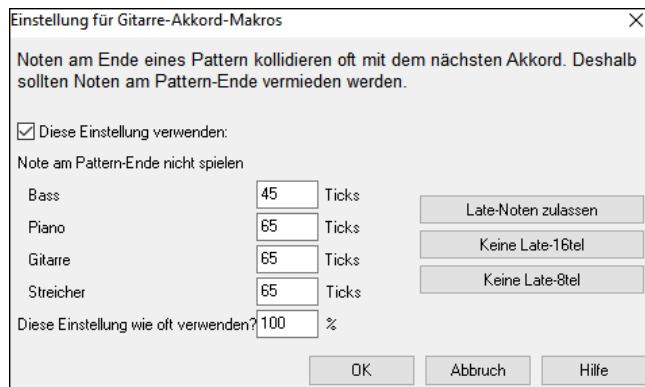 Einstellung für Gitarre-Akkord-Makros
Noten am Ende eines Pattern kollidieren oft mit dem nächsten Akkord. Deshalb
sollten Noten am Pattern-Ende vermieden werden.
Diese Einstellung verwenden:
Note am Pattern-Ende nicht spielen
Bass 45 Ticks
Piano 65 Ticks
Gitarre 65 Ticks
Streicher 65 Ticks
Diese Einstellung wie oft verwenden? 100 %
Late-Noten zulassen
Keine Late-16tel
Keine Late-8tel
OK Abbruch Hilfe